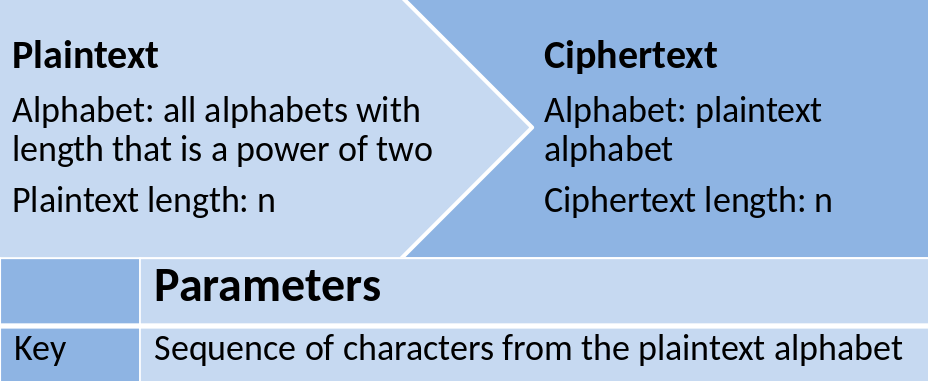 Plaintext
Alphabet: all alphabets with
length that is a power of two
Plaintext length: n
Ciphertext
Alphabet: plaintext
alphabet
Ciphertext length: n
Parameters
Key
Sequence of characters from the plaintext alphabet